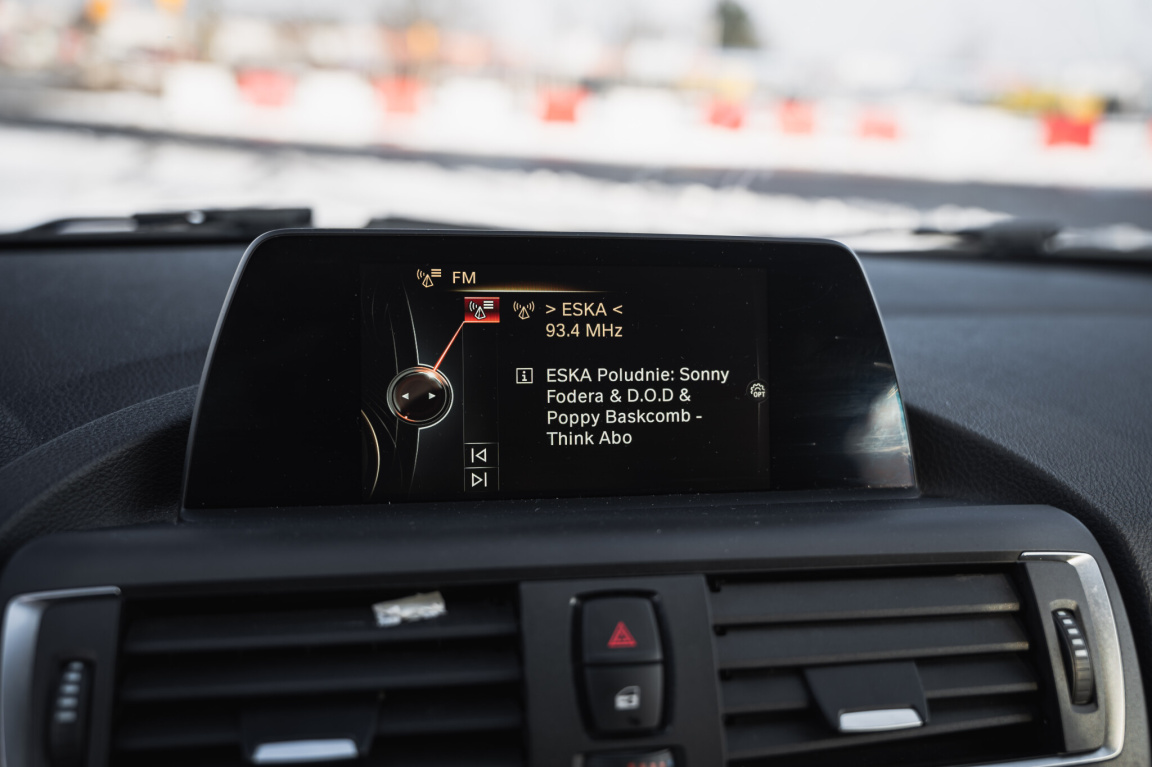 FM
> ESKA <
93.4 MHz
i ESKA Poludnie: Sonny
Fodera & D.O.D &
Poppy Baskcomb -
Think Abo
OPT